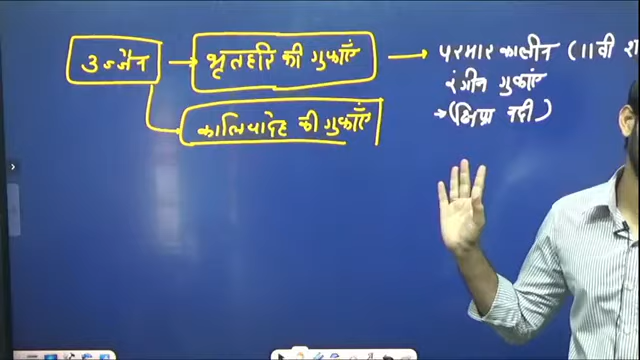 उज्जैन → भृतहरि की गुफाएँ → परमार कालीन (11वी श
रंगीन गुफाएँ
कालियादेह की गुफाएँ → (क्षिप्रा नदी)